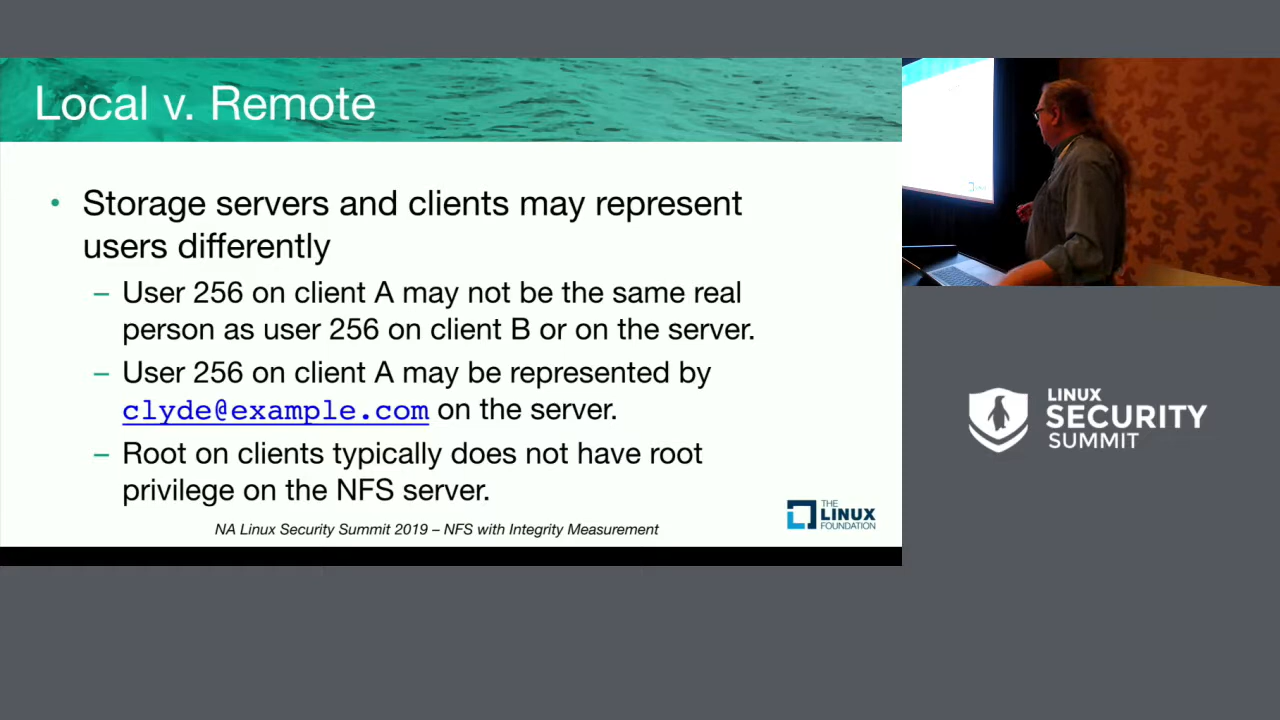 Local v. Remote
• Storage servers and clients may represent
users differently
– User 256 on client A may not be the same real
person as user 256 on client B or on the server.
– User 256 on client A may be represented by
clyde@example.com on the server.
– Root on clients typically does not have root
privilege on the NFS server.
NA Linux Security Summit 2019 – NFS with Integrity Measurement
THE
LINUX
FOUNDATION
LINUX
SECURITY
SUMMIT